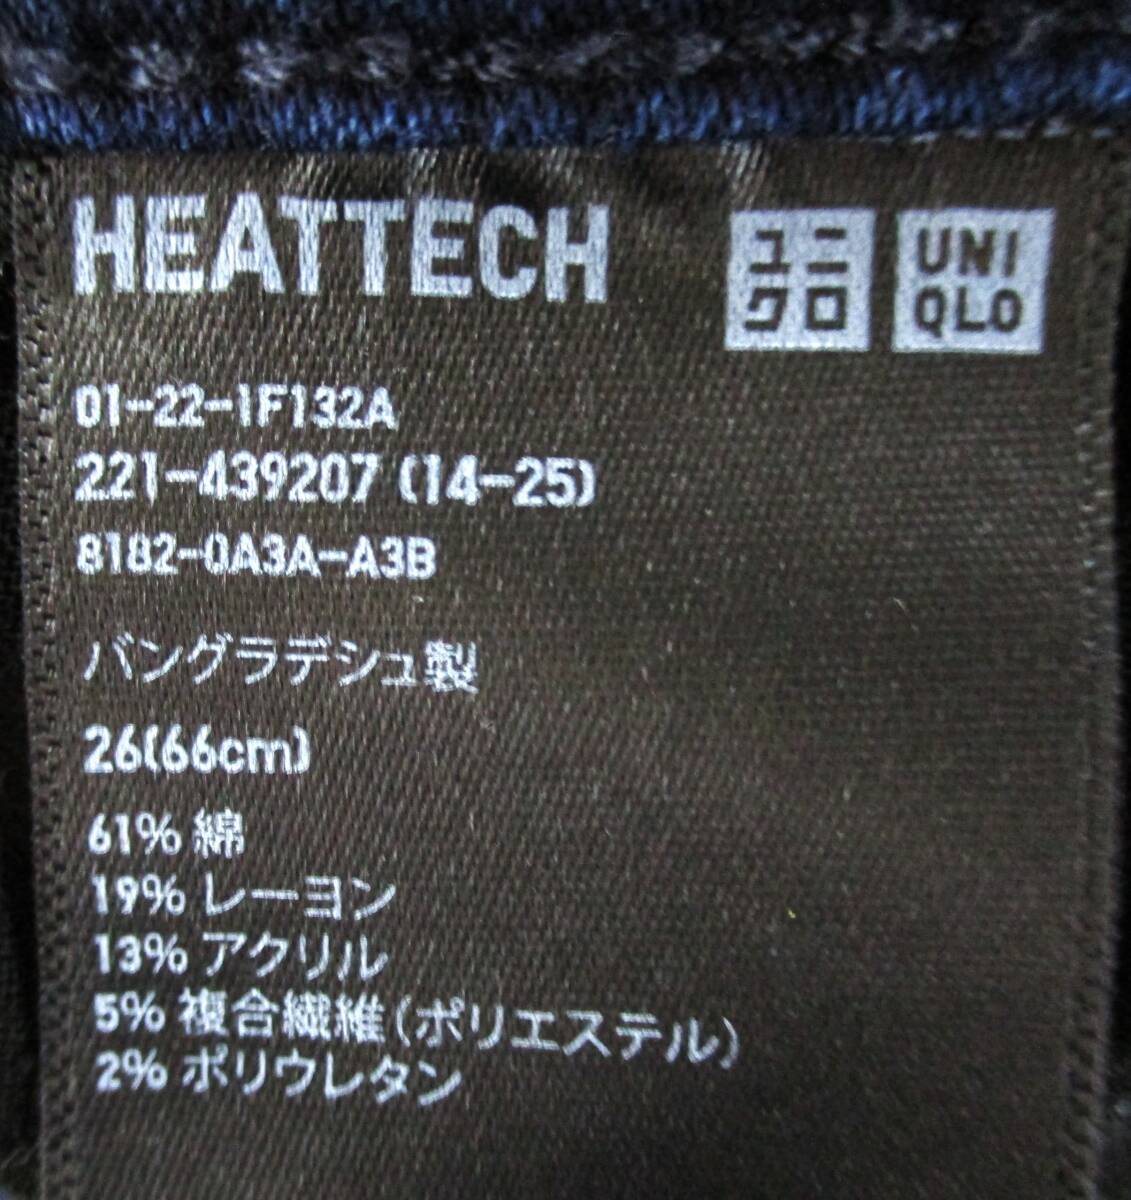 HEATTECH
ユニ
クロ
UNI
QLO
01-22-1F132A
221-439207 (14-25)
8182-0A3A-A3B
バングラデシュ製
26(66cm)
61% 綿
19% レーヨン
13% アクリル
5% 複合繊維(ポリエステル)
2% ポリウレタン